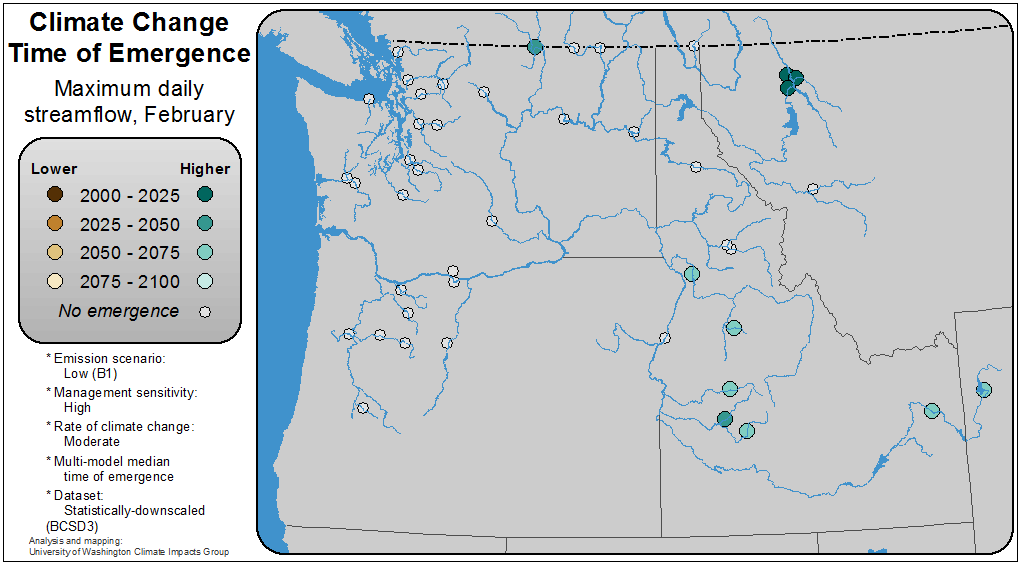 Climate Change
Time of Emergence
Maximum daily
streamflow, February
Lower Higher
2000 - 2025
2025 - 2050
2050 - 2075
2075 - 2100
No emergence
* Emission scenario:
Low (B1)
* Management sensitivity:
High
* Rate of climate change:
Moderate
* Multi-model median
time of emergence
* Dataset:
Statistically-downscaled
(BCSD3)
Analysis and mapping:
University of Washington Climate Impacts Group